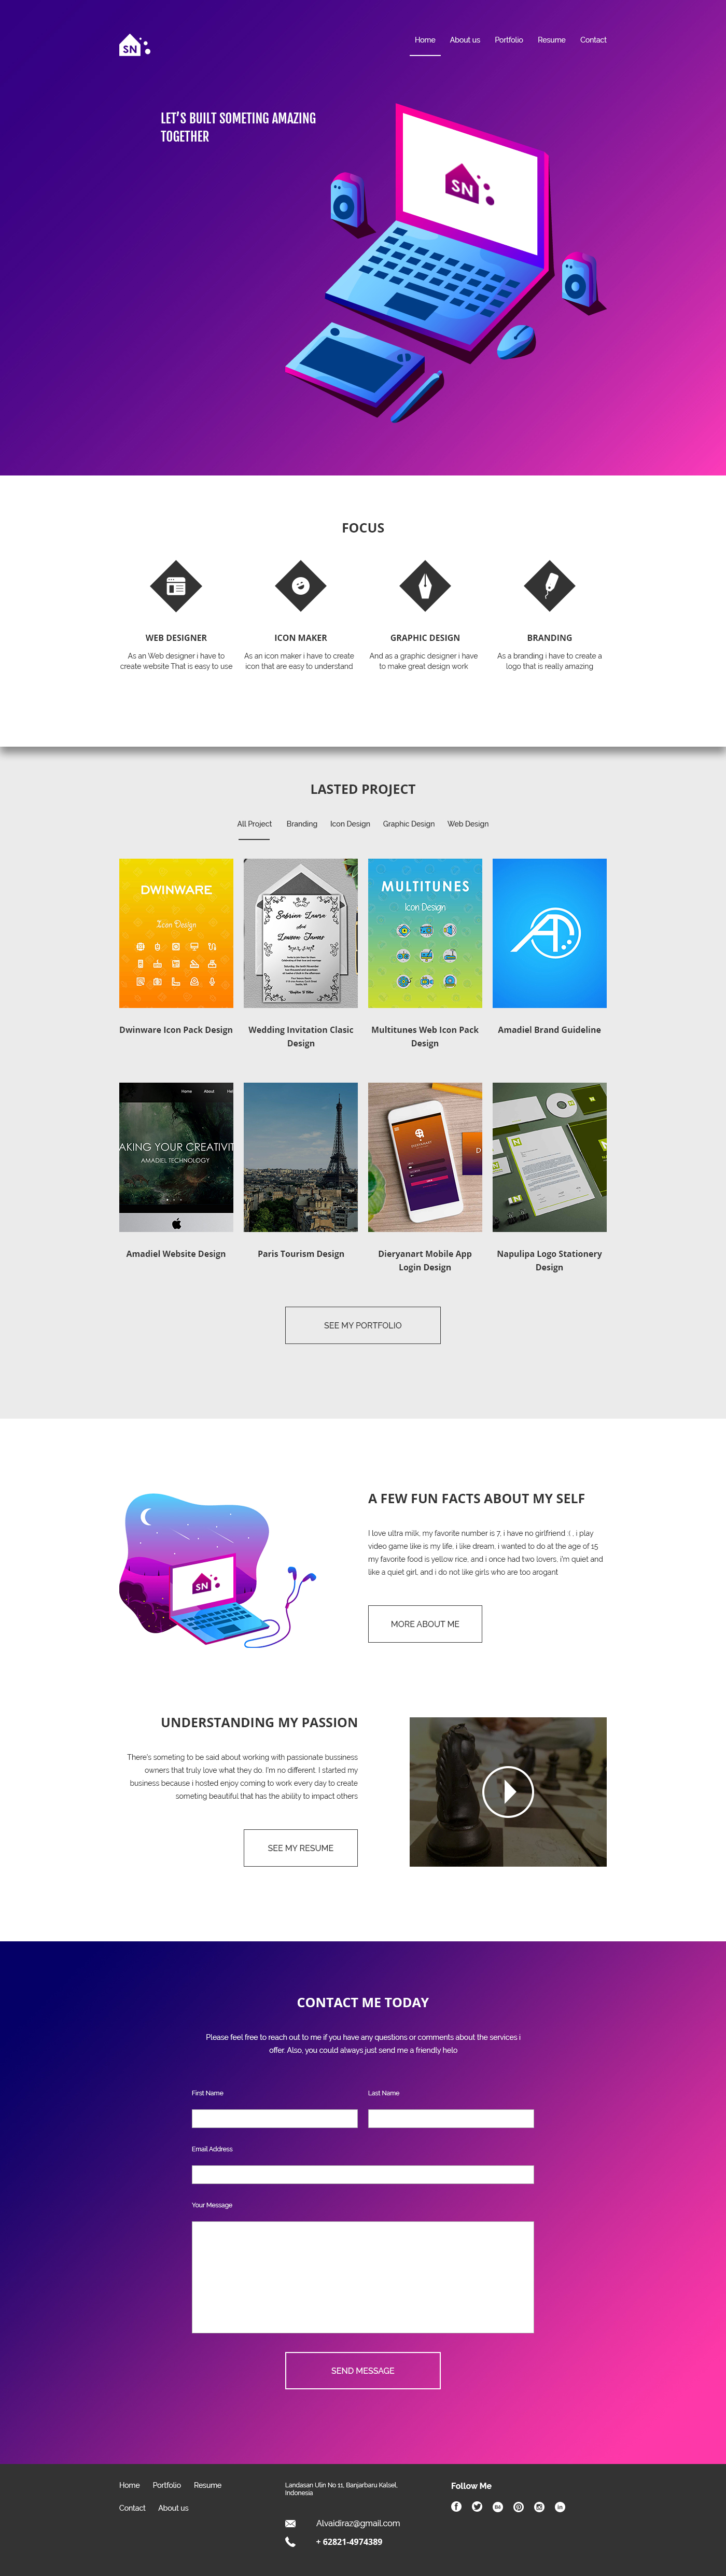 SN
Home About us Portfolio Resume Contact
LET'S BUILT SOMETING AMAZING
TOGETHER
SN
FOCUS
WEB DESIGNER
As an Web designer i have to
create website That is easy to use
ICON MAKER
As an icon maker i have to create
icon that are easy to understand
GRAPHIC DESIGN
And as a graphic designer i have
to make great design work
BRANDING
As a branding i have to create a
logo that is really amazing
LASTED PROJECT
All Project Branding Icon Design Graphic Design Web Design
DWINWARE
Icon Design
Sabrina Laura
And
Lawson James
MULTITUNES
Icon Design
Dwinware Icon Pack Design
Wedding Invitation Clasic
Design
Multitunes Web Icon Pack
Design
Amadiel Brand Guideline
Home About
AKING YOUR CREATIVIT
AMADIEL TECHNOLOGY
DIERYANART
Amadiel Website Design
Paris Tourism Design
Dieryanart Mobile App
Login Design
Napulipa Logo Stationery
Design
SEE MY PORTFOLIO
SN
A FEW FUN FACTS ABOUT MY SELF
I love ultra milk, my favorite number is 7, i have no girlfriend :( , i play
video game like is my life, i like dream, i wanted to do at the age of 15
my favorite food is yellow rice, and i once had two lovers, i'm quiet and
like a quiet girl, and i do not like girls who are too arogant
MORE ABOUT ME
UNDERSTANDING MY PASSION
There's someting to be said about working with passionate bussiness
owners that truly love what they do. I'm no different. I started my
business because i hosted enjoy coming to work every day to create
someting beautiful that has the ability to impact others
SEE MY RESUME
CONTACT ME TODAY
Please feel free to reach out to me if you have any questions or comments about the services i
offer. Also, you could always just send me a friendly helo
First Name
Last Name
Email Address
Your Message
SEND MESSAGE
Home Portfolio Resume
Contact About us
Landasan Ulin No 11, Banjarbaru Kalsel,
Indonesia
Alvaidiraz@gmail.com
+ 62821-4974389
Follow Me